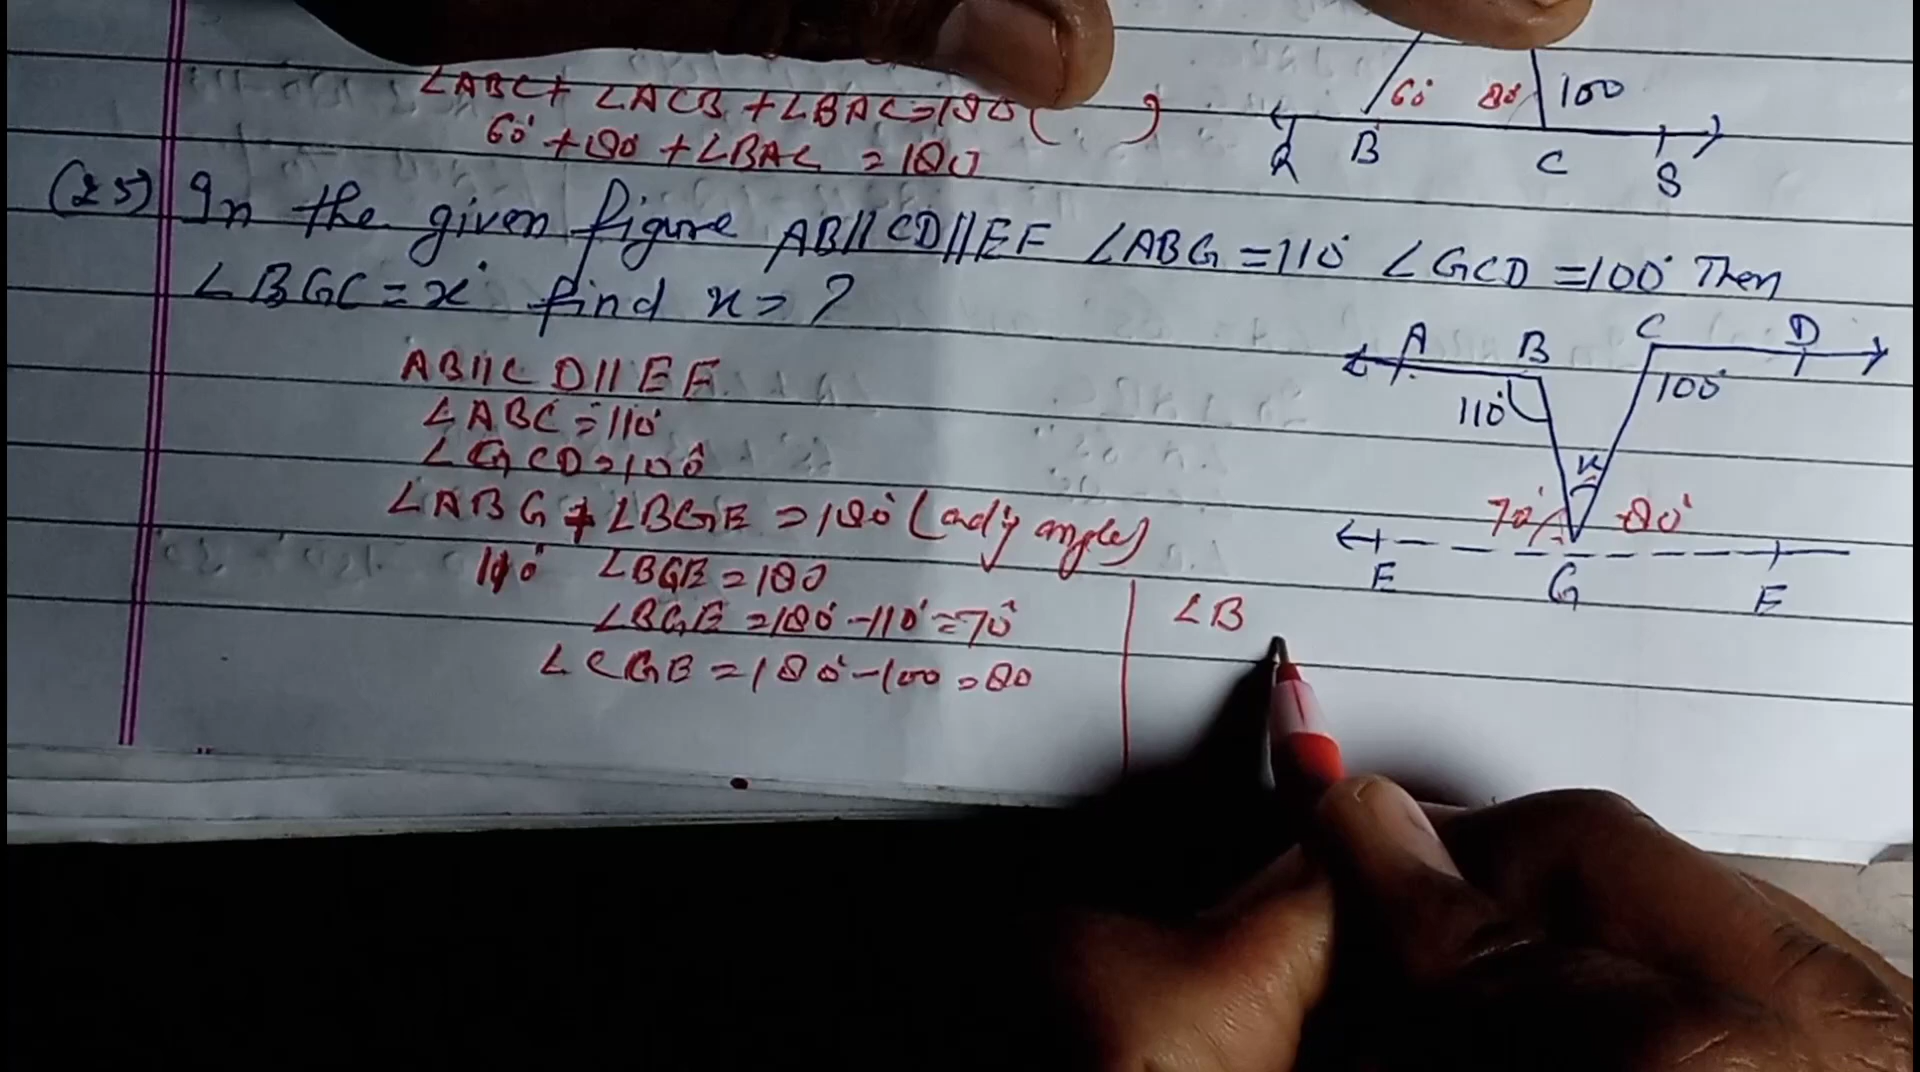 ∠ABC + ∠ACB + ∠BAC = 180 ( )
60° + 80 + ∠BAC = 180
60° 80° 100
B C S
(25) In the given figure AB||CD||EF ∠ABG = 110° ∠GCD = 100° Then
∠BGC = x° find x = ?
AB||CD||EF
∠ABC = 110°
∠GCD = 100°
∠ABG + ∠BGE = 180° (adj angles)
110° ∠BGE = 180
∠BGE = 180° - 110° = 70°
∠CGE = 180° - 100 = 80
∠B
A B C D
110° 100°
x
70° 80°
E G F